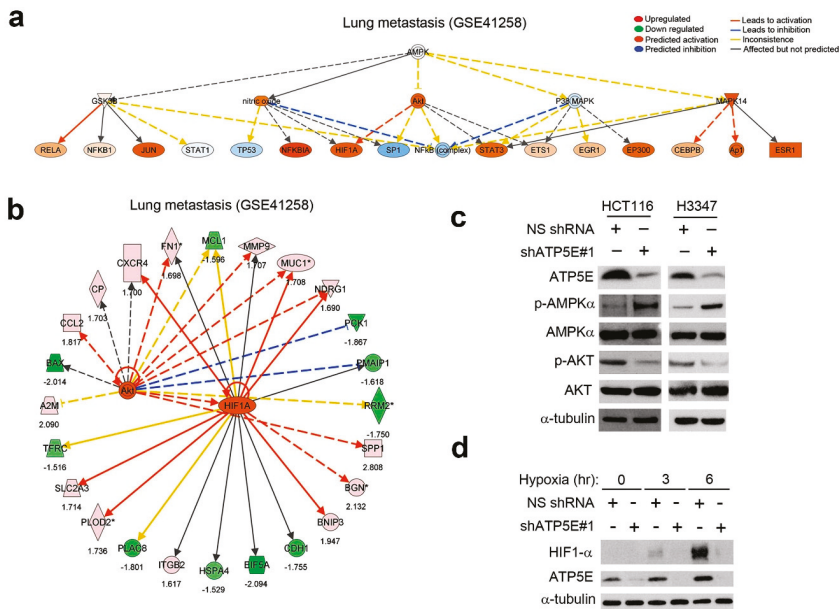 a
Lung metastasis (GSE41258)
Upregulated
Down regulated
Predicted activation
Predicted inhibition
Leads to activation
Leads to inhibition
Inconsistence
Affected but not predicted
AMPK
GSK3B nitric oxide Akt P38 MAPK MAPK14
RELA NFKB1 JUN STAT1 TP53 NFKBIA HIF1A SP1 NFkB (complex) STAT3 ETS1 EGR1 EP300 CEBPB Ap1 ESR1
b
Lung metastasis (GSE41258)
MCL1
-1.596
FN1*
1.698
MMP9
1.707
CXCR4
1.700
MUC1*
1.708
CP
1.703
NDRG1
1.690
CCL2
1.817
PCK1
-1.867
BAX
-2.014
PMAIP1
-1.618
Akt
HIF1A
A2M
2.090
RRM2*
-1.750
TFRC
-1.516
SPP1
2.808
SLC2A3
1.714
BGN*
2.132
PLOD2*
1.736
BNIP3
1.947
PLAC8
-1.801
ITGB2
1.617
HSPA4
-1.529
EIF5A
-2.094
CDH1
-1.755
c
HCT116 H3347
NS shRNA + – + –
shATP5E#1 – + – +
ATP5E
p-AMPKα
AMPKα
p-AKT
AKT
α-tubulin
d
Hypoxia (hr): 0 3 6
NS shRNA + - + - + -
shATP5E#1 - + - + - +
HIF1-α
ATP5E
α-tubulin